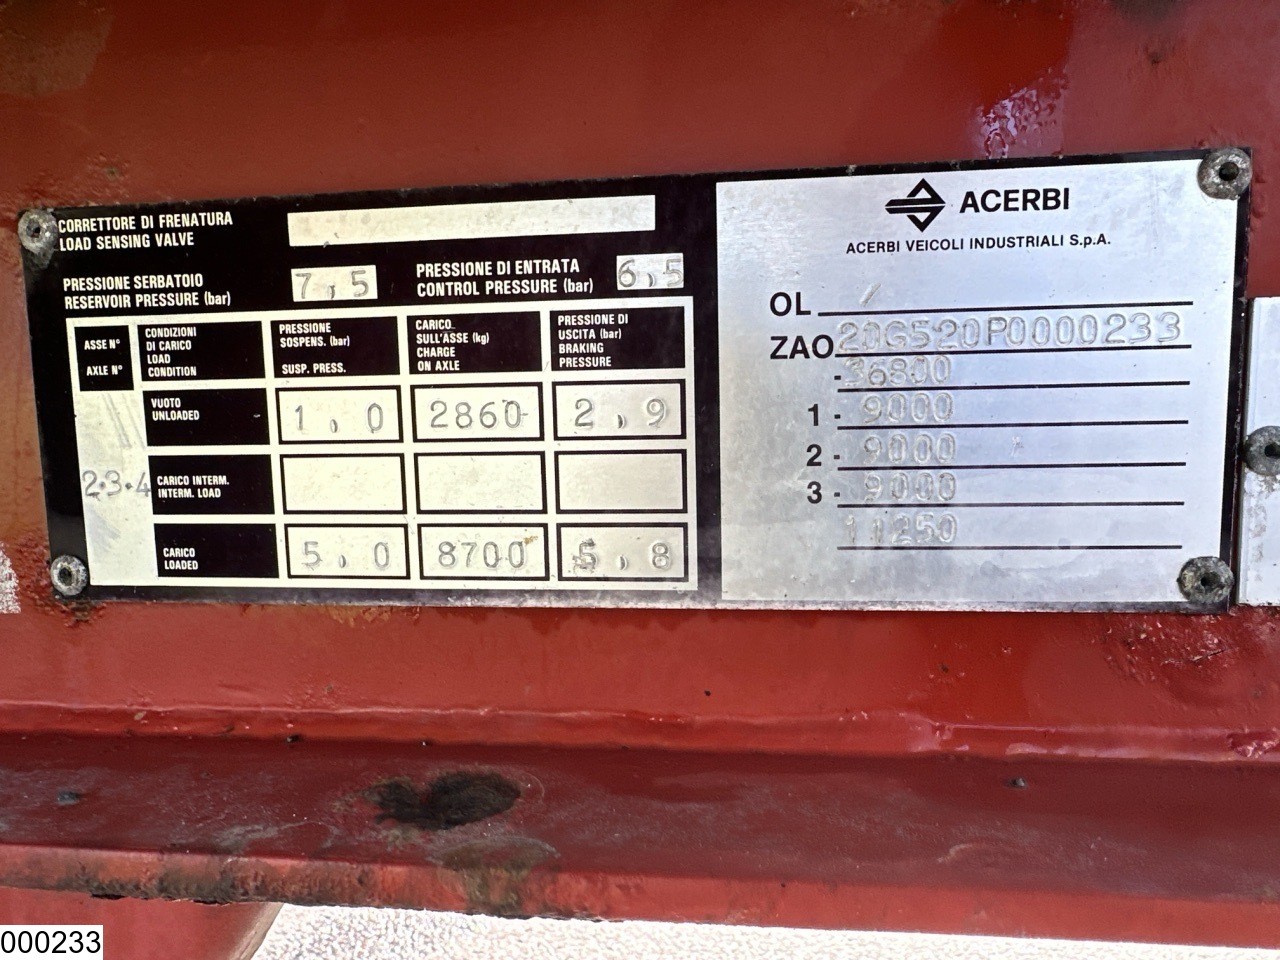 CORRETTORE DI FRENATURA
LOAD SENSING VALVE
PRESSIONE SERBATOIO
RESERVOIR PRESSURE (bar)
7,5
PRESSIONE DI ENTRATA
CONTROL PRESSURE (bar)
6,5
ASSE N°
AXLE N°
CONDIZIONI
DI CARICO
LOAD
CONDITION
PRESSIONE
SOSPENS. (bar)
SUSP. PRESS.
CARICO
SULL'ASSE (kg)
CHARGE
ON AXLE
PRESSIONE DI
USCITA (bar)
BRAKING
PRESSURE
VUOTO
UNLOADED
1,0
2860
2,9
2·3·4
CARICO INTERM.
INTERM. LOAD
CARICO
LOADED
5,0
8700
5,8
ACERBI
ACERBI VEICOLI INDUSTRIALI S.p.A.
OL /
ZAO 20G520P0000233
-36800
1- 9000
2- 9000
3- 9000
11250
000233